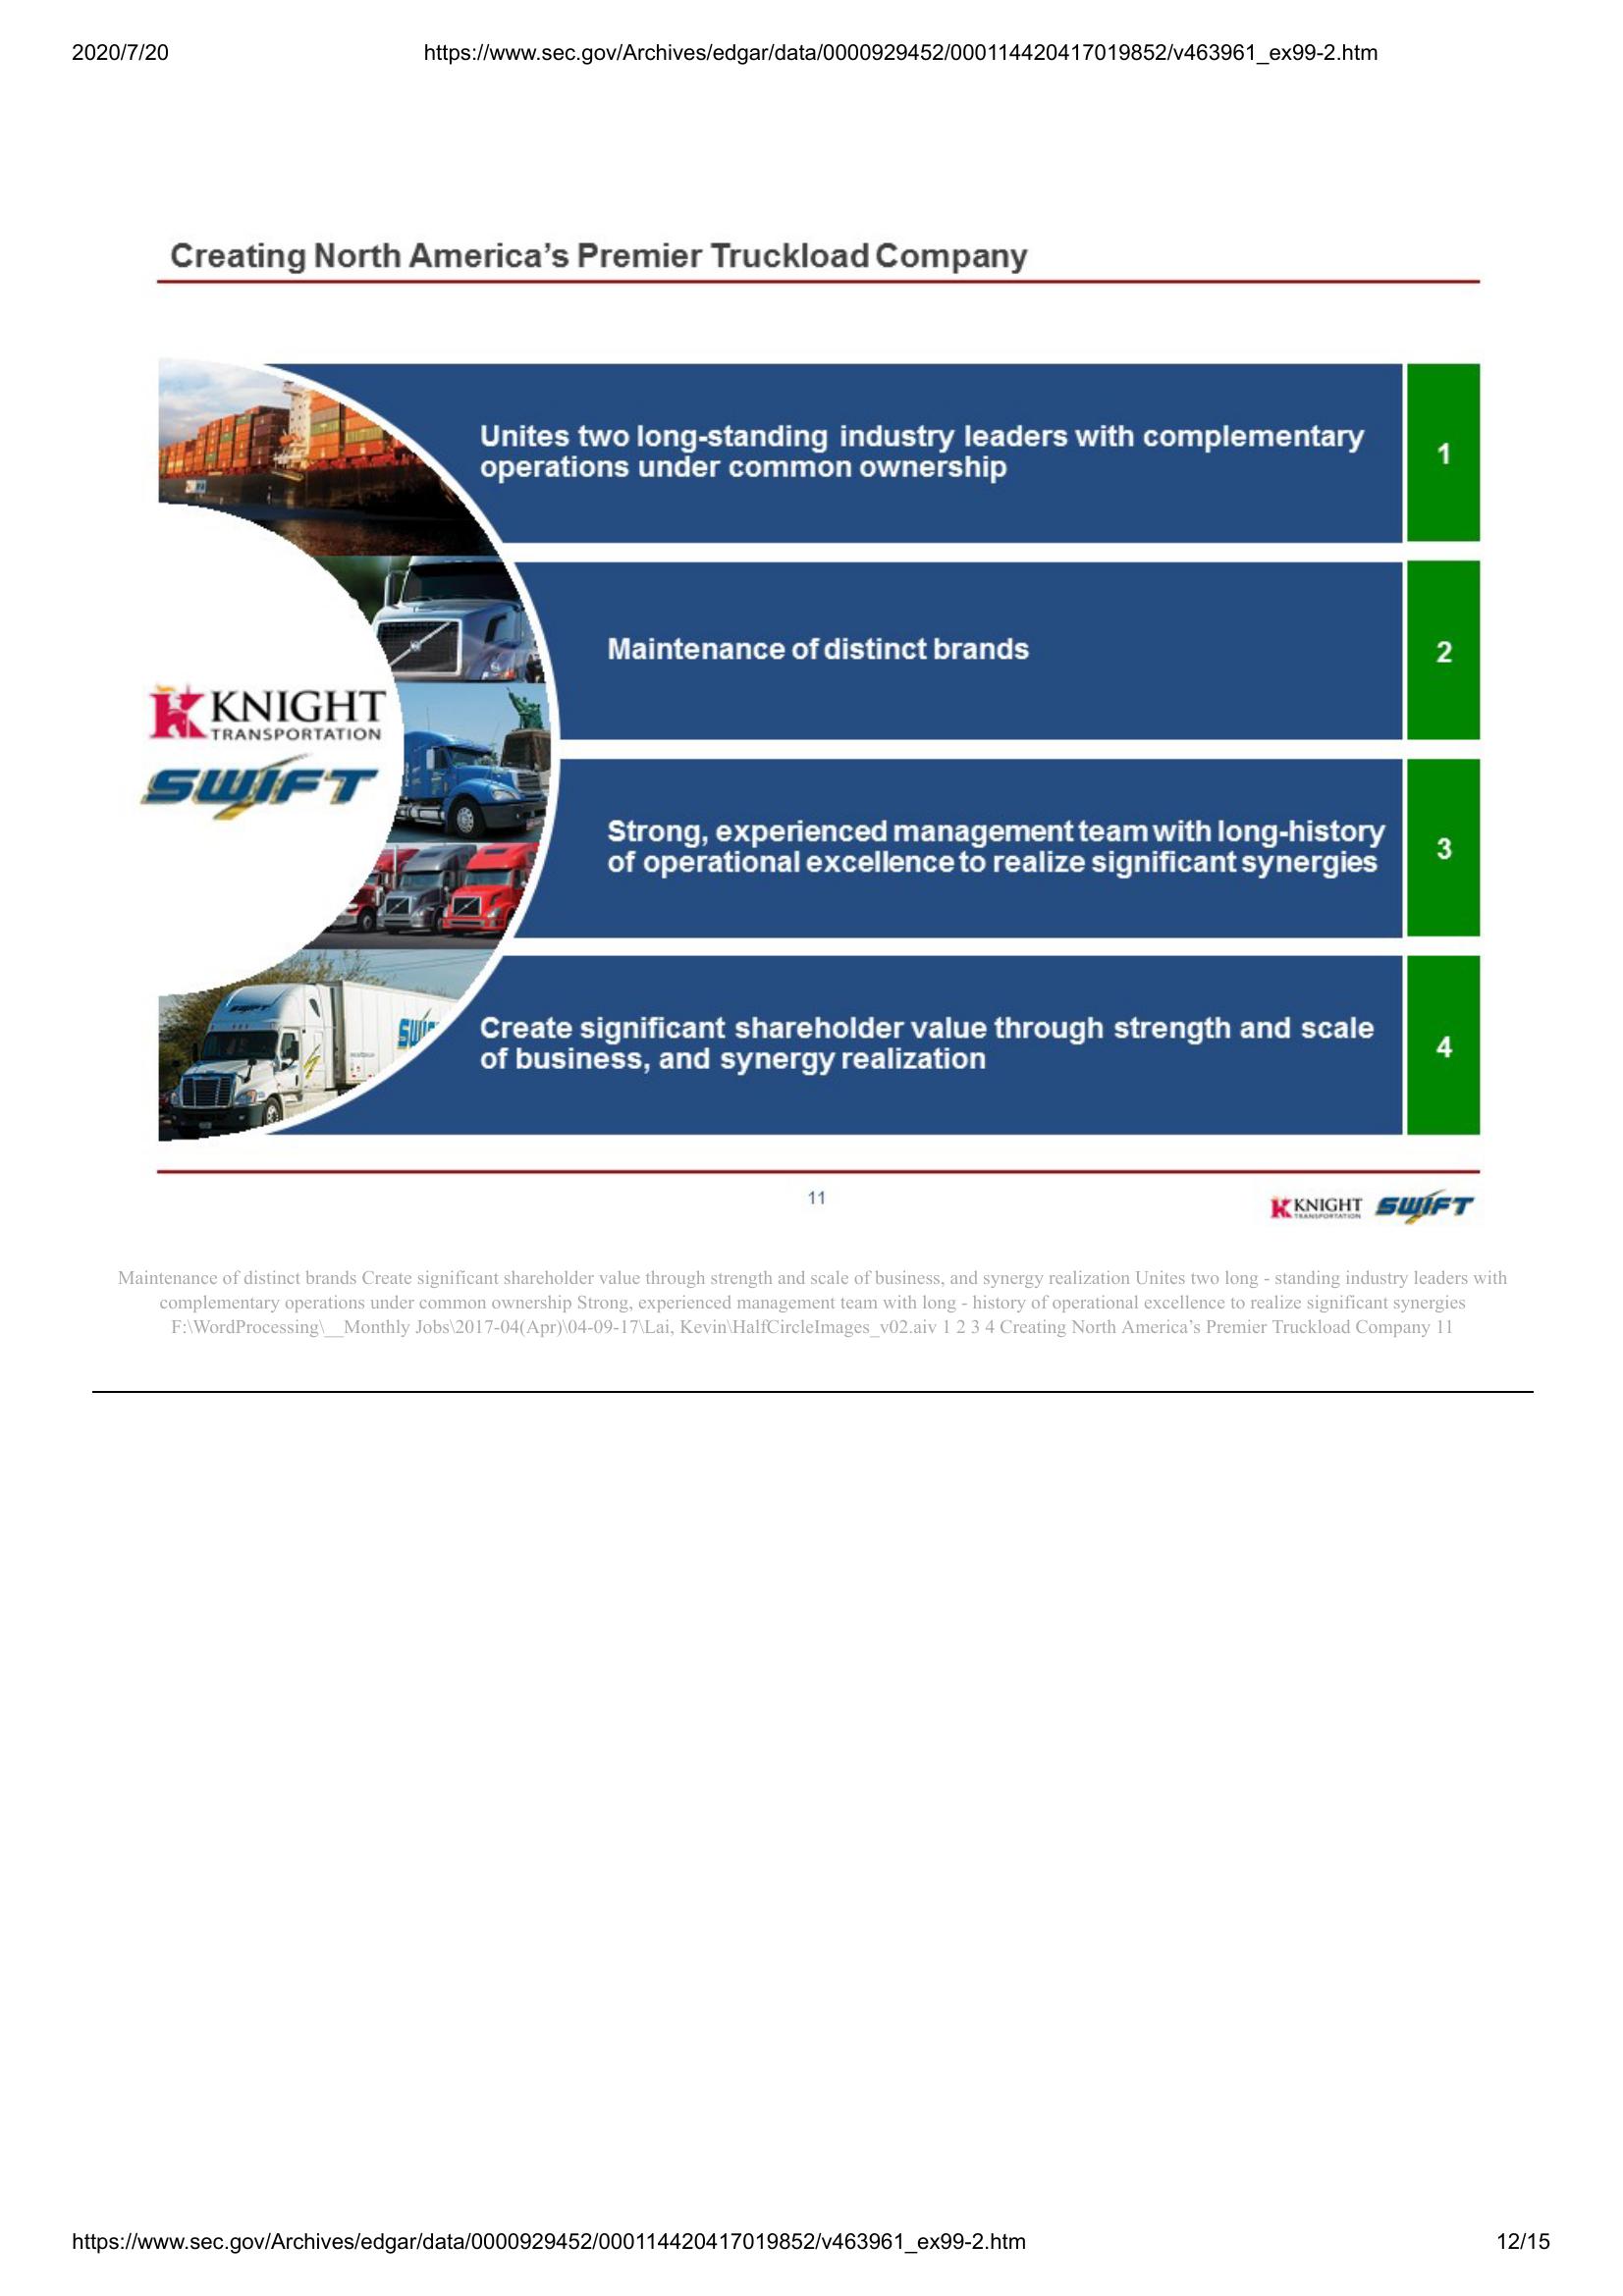 2020/7/20
https://www.sec.gov/Archives/edgar/data/0000929452/000114420417019852/v463961_ex99-2.htm
Creating North America’s Premier Truckload Company
Unites two long-standing industry leaders with complementary
operations under common ownership
1
Maintenance of distinct brands
2
KNIGHT
TRANSPORTATION
SWIFT
Strong, experienced management team with long-history
of operational excellence to realize significant synergies
3
Create significant shareholder value through strength and scale
of business, and synergy realization
4
11
KNIGHT
TRANSPORTATION
SWIFT
Maintenance of distinct brands Create significant shareholder value through strength and scale of business, and synergy realization Unites two long - standing industry leaders with
complementary operations under common ownership Strong, experienced management team with long - history of operational excellence to realize significant synergies
F:\WordProcessing\__Monthly Jobs\2017-04(Apr)\04-09-17\Lai, Kevin\HalfCircleImages_v02.aiv 1 2 3 4 Creating North America’s Premier Truckload Company 11
https://www.sec.gov/Archives/edgar/data/0000929452/000114420417019852/v463961_ex99-2.htm
12/15